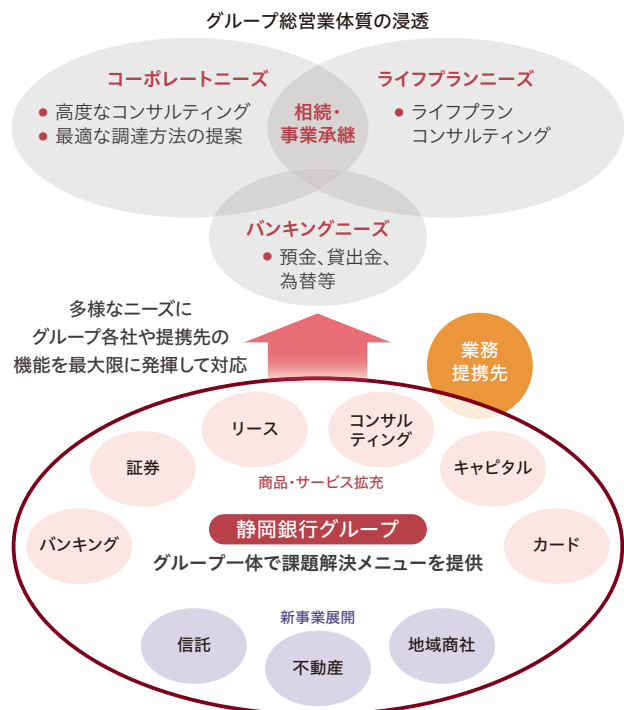 グループ総営業体質の浸透
コーポレートニーズ
● 高度なコンサルティング
● 最適な調達方法の提案
相続・
事業承継
ライフプランニーズ
● ライフプラン
コンサルティング
バンキングニーズ
● 預金、貸出金、
為替等
多様なニーズに
グループ各社や提携先の
機能を最大限に発揮して対応
業務
提携先
リース
コンサル
ティング
証券
キャピタル
商品・サービス拡充
バンキング
静岡銀行グループ
カード
グループ一体で課題解決メニューを提供
新事業展開
信託
不動産
地域商社